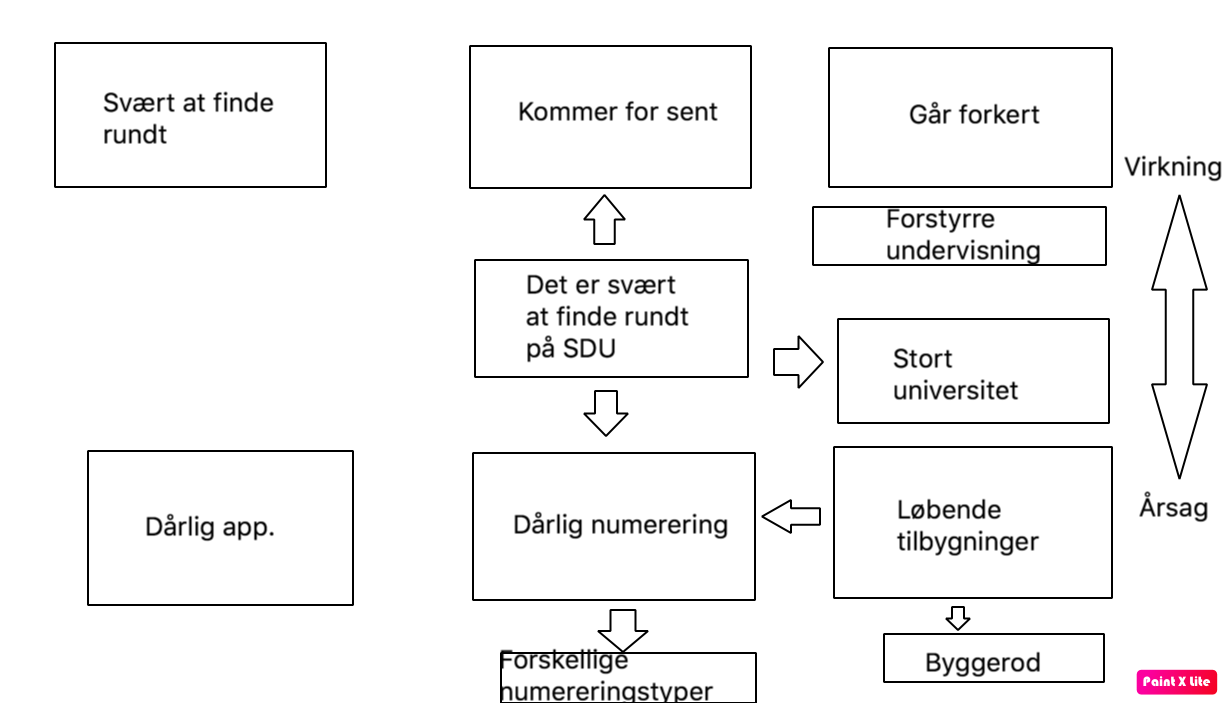 Svært at finde
rundt
Kommer for sent
Går forkert
Virkning
Forstyrre
undervisning
Det er svært
at finde rundt
på SDU
Stort
universitet
Årsag
Dårlig app.
Dårlig numerering
Løbende
tilbygninger
Forskellige
numereringstyper
Byggerod
Paint X Lite